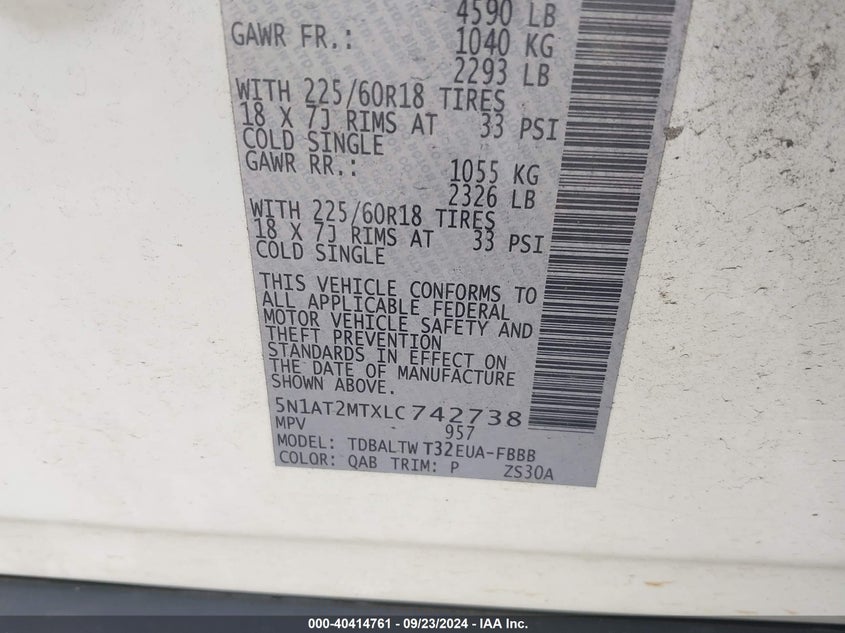 4590 LB
GAWR FR.: 1040 KG
2293 LB
WITH 225/60R18 TIRES
18 X 7J RIMS AT 33 PSI
COLD SINGLE
GAWR RR.: 1055 KG
2326 LB
WITH 225/60R18 TIRES
18 X 7J RIMS AT 33 PSI
COLD SINGLE
THIS VEHICLE CONFORMS TO
ALL APPLICABLE FEDERAL
MOTOR VEHICLE SAFETY AND
THEFT PREVENTION
STANDARDS IN EFFECT ON
THE DATE OF MANUFACTURE
SHOWN ABOVE.
5N1AT2MTXLC742738
MPV 957
MODEL: TDBALTW T32EUA-FBBB
COLOR: QAB TRIM: P ZS30A
000-40414761 - 09/23/2024 - IAA Inc.